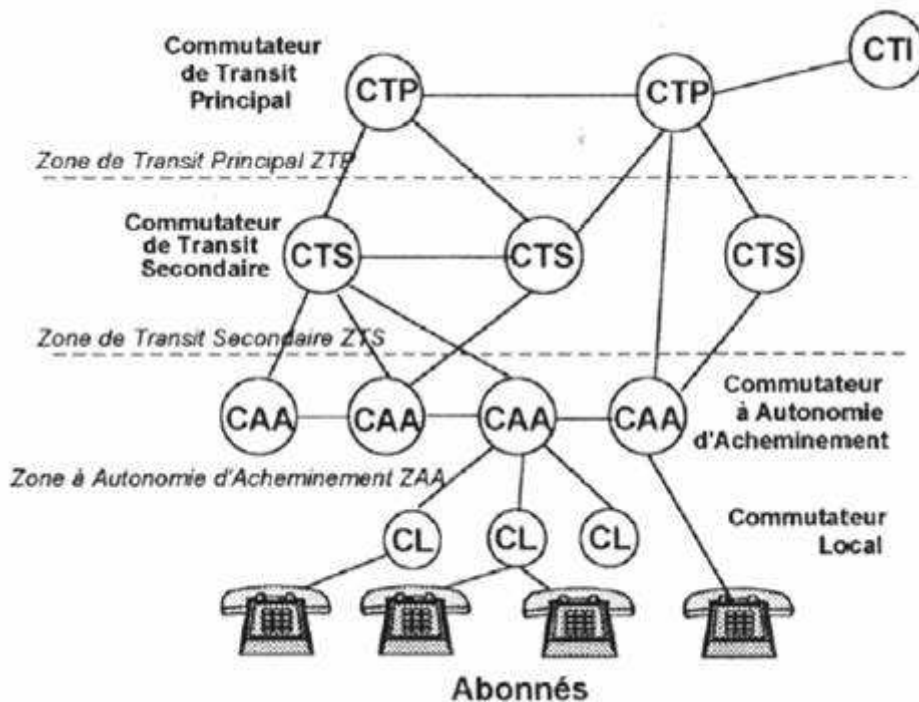 Commutateur
de Transit
Principal
CTP
CTP
CTI
Zone de Transit Principal ZTP
Commutateur
de Transit
Secondaire
CTS
CTS
CTS
Zone de Transit Secondaire ZTS
CAA
CAA
CAA
CAA
Commutateur
à Autonomie
d'Acheminement
Zone à Autonomie d'Acheminement ZAA
CL
CL
CL
Commutateur
Local
Abonnés